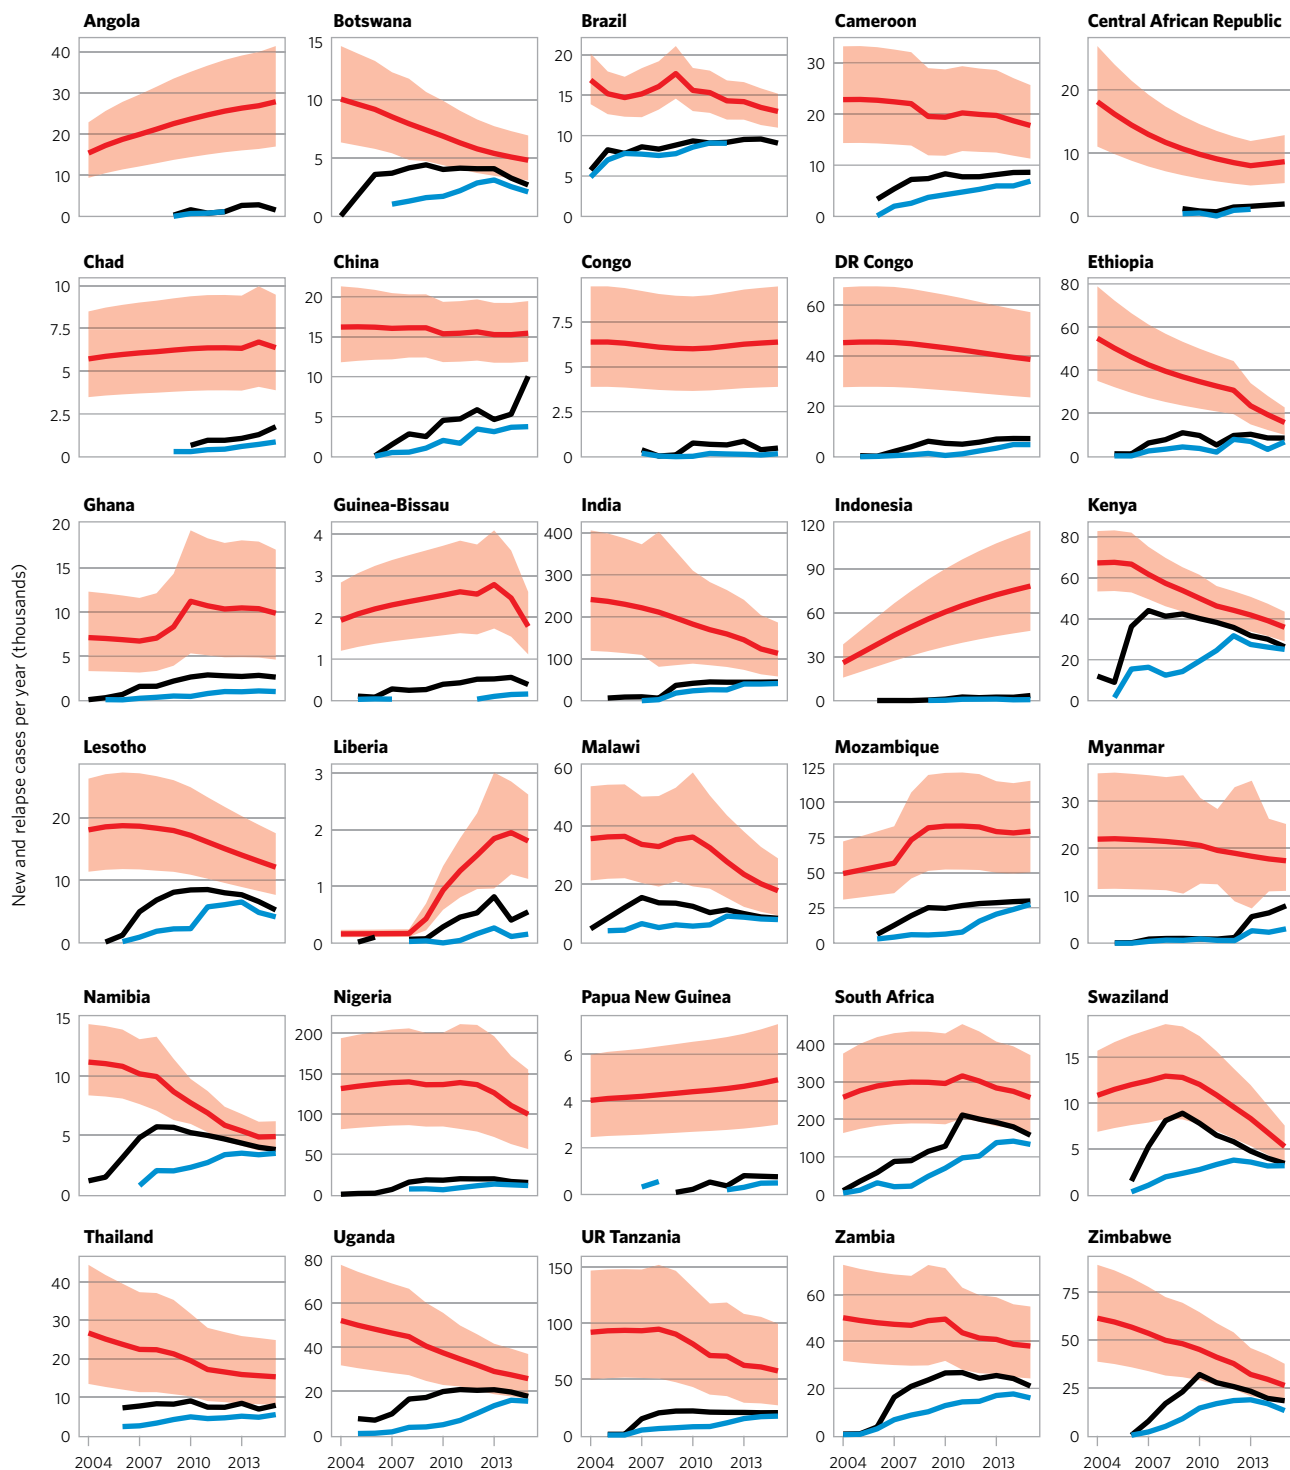 Angola Botswana Brazil Cameroon Central African Republic
40 30 20 10 0
15 10 5 0
20 15 10 5 0
30 20 10 0
20 10 0
Chad China Congo DR Congo Ethiopia
10 7.5 5 2.5 0
20 15 10 5 0
7.5 5 2.5 0
60 40 20 0
80 60 40 20 0
New and relapse cases per year (thousands)
Ghana Guinea-Bissau India Indonesia Kenya
20 15 10 5 0
4 3 2 1 0
400 300 200 100 0
120 90 60 30 0
80 60 40 20 0
Lesotho Liberia Malawi Mozambique Myanmar
20 10 0
3 2 1 0
60 40 20 0
125 100 75 50 25 0
30 20 10 0
Namibia Nigeria Papua New Guinea South Africa Swaziland
15 10 5 0
200 150 100 50 0
6 4 2 0
400 300 200 100 0
15 10 5 0
Thailand Uganda UR Tanzania Zambia Zimbabwe
40 30 20 10 0
80 60 40 20 0
150 100 50 0
60 40 20 0
75 50 25 0
2004 2007 2010 2013 2004 2007 2010 2013 2004 2007 2010 2013 2004 2007 2010 2013 2004 2007 2010 2013